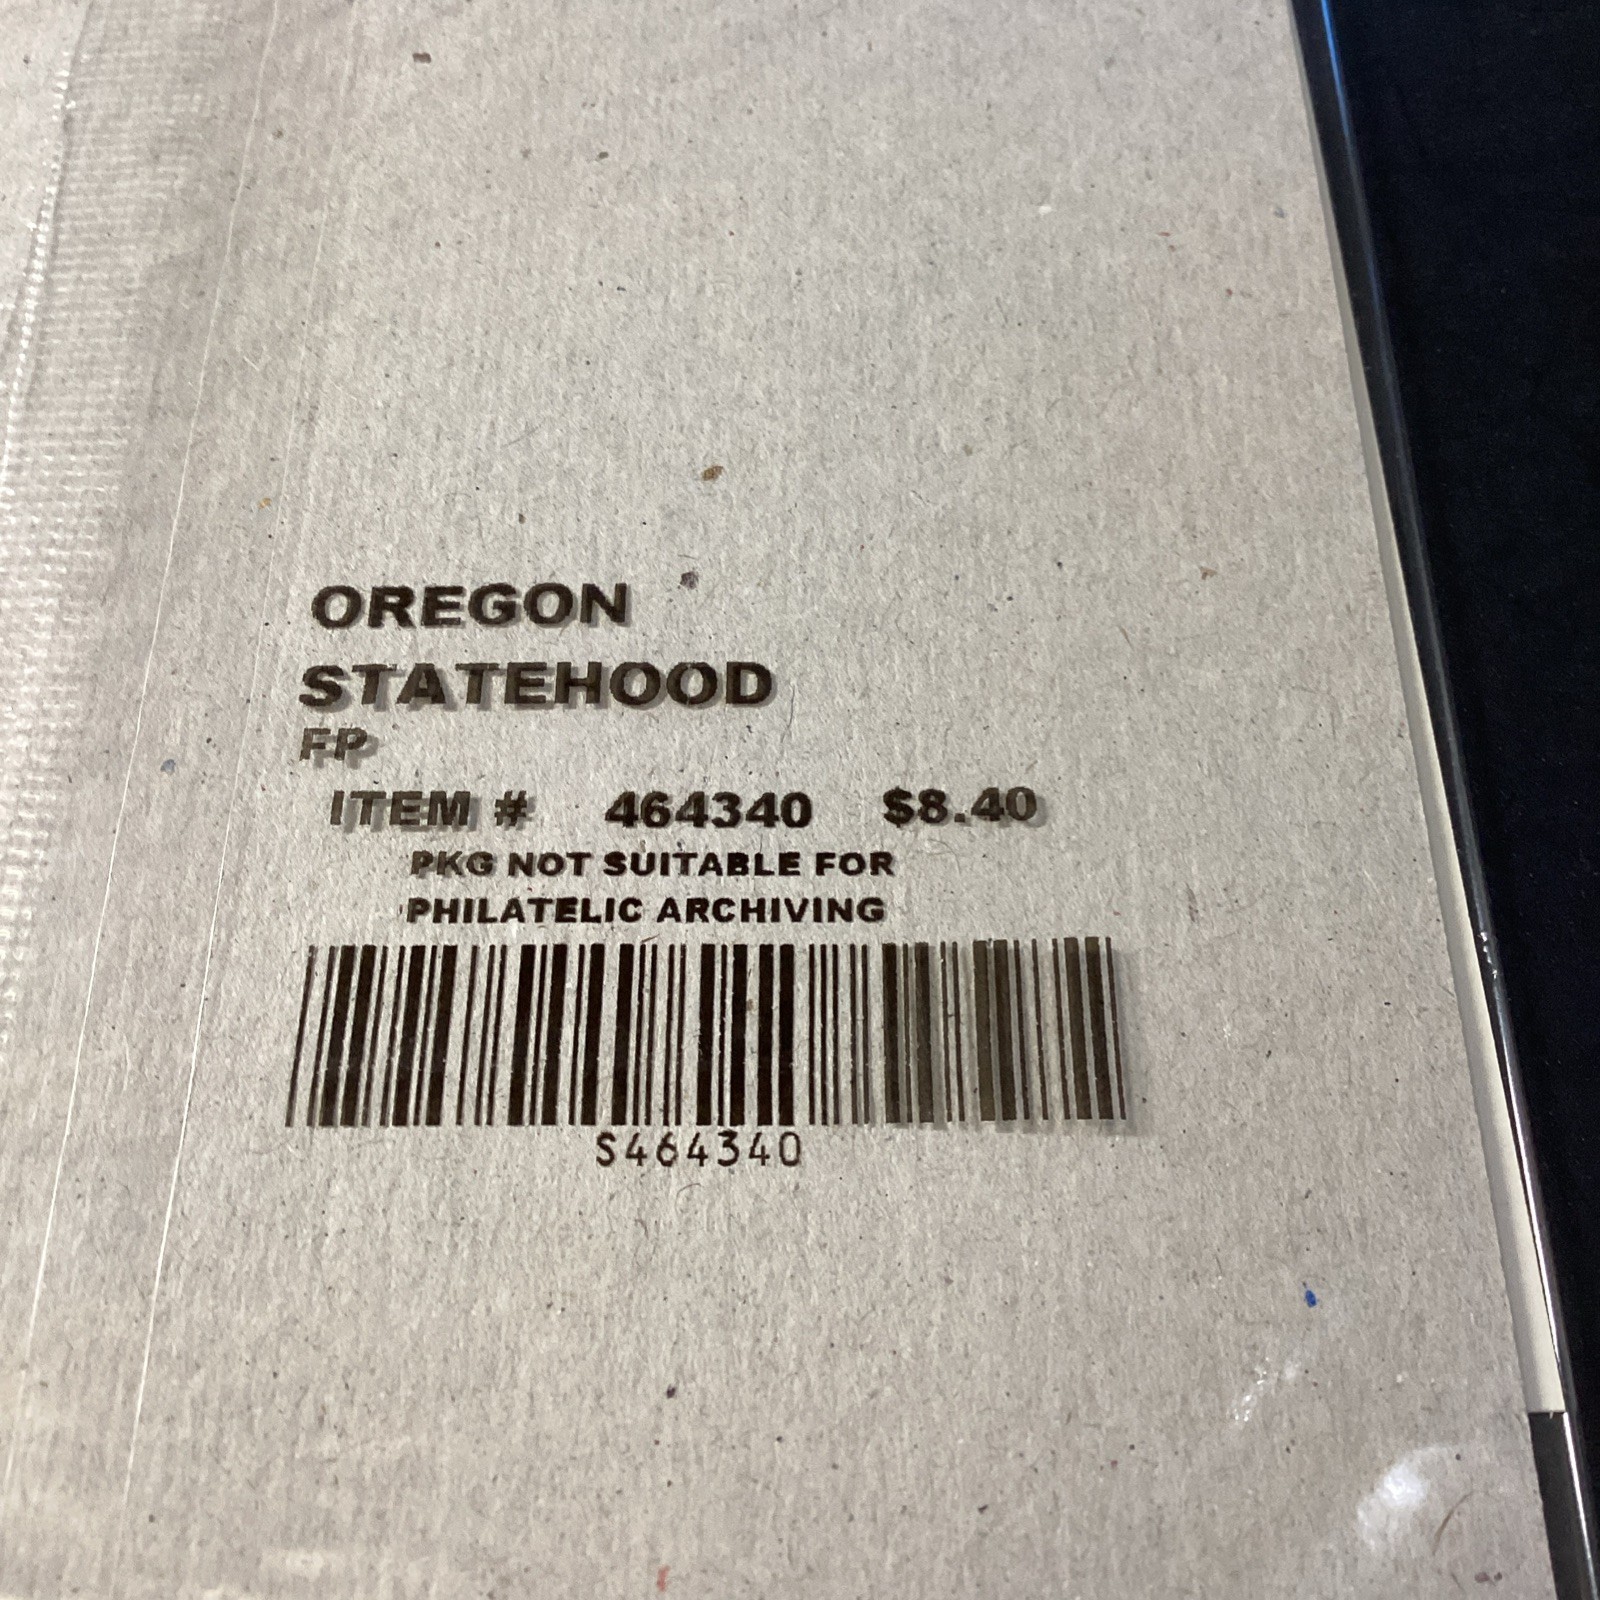 OREGON
STATEHOOD
FP
ITEM # 464340 $8.40
PKG NOT SUITABLE FOR
PHILATELIC ARCHIVING
S464340